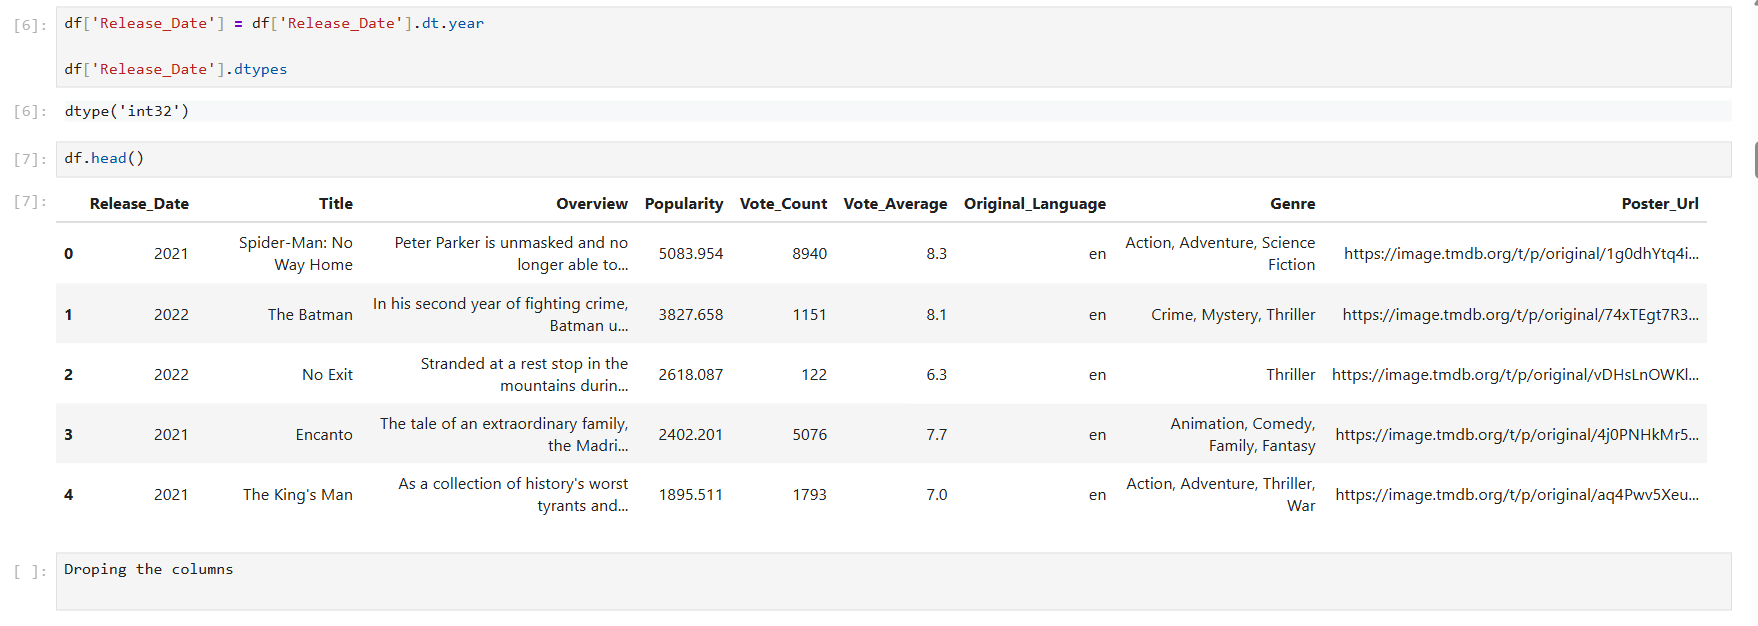 [6]: df['Release_Date'] = df['Release_Date'].dt.year
df['Release_Date'].dtypes
[6]: dtype('int32')
[7]: df.head()
[7]: Release_Date Title Overview Popularity Vote_Count Vote_Average Original_Language Genre Poster_Url
0 2021 Spider-Man: No Way Home Peter Parker is unmasked and no longer able to... 5083.954 8940 8.3 en Action, Adventure, Science Fiction https://image.tmdb.org/t/p/original/1g0dhYtq4i...
1 2022 The Batman In his second year of fighting crime, Batman u... 3827.658 1151 8.1 en Crime, Mystery, Thriller https://image.tmdb.org/t/p/original/74xTEgt7R3...
2 2022 No Exit Stranded at a rest stop in the mountains durin... 2618.087 122 6.3 en Thriller https://image.tmdb.org/t/p/original/vDHsLnOWKl...
3 2021 Encanto The tale of an extraordinary family, the Madri... 2402.201 5076 7.7 en Animation, Comedy, Family, Fantasy https://image.tmdb.org/t/p/original/4j0PNHkMr5...
4 2021 The King's Man As a collection of history's worst tyrants and... 1895.511 1793 7.0 en Action, Adventure, Thriller, War https://image.tmdb.org/t/p/original/aq4Pwv5Xeu...
[ ]: Droping the columns